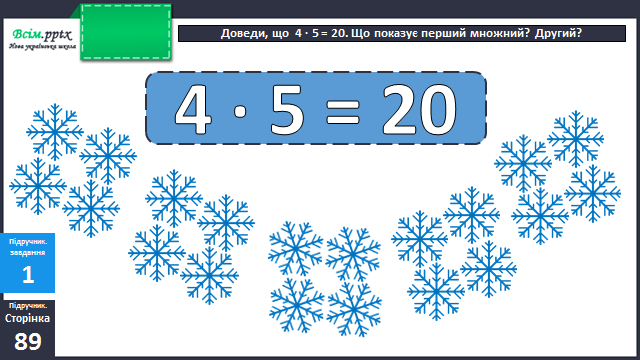 Всім.pptx
Нова українська школа
Доведи, що 4 · 5 = 20. Що показує перший множний? Другий?
4 · 5 = 20
Підручник.
завдання
1
Підручник.
Сторінка
89